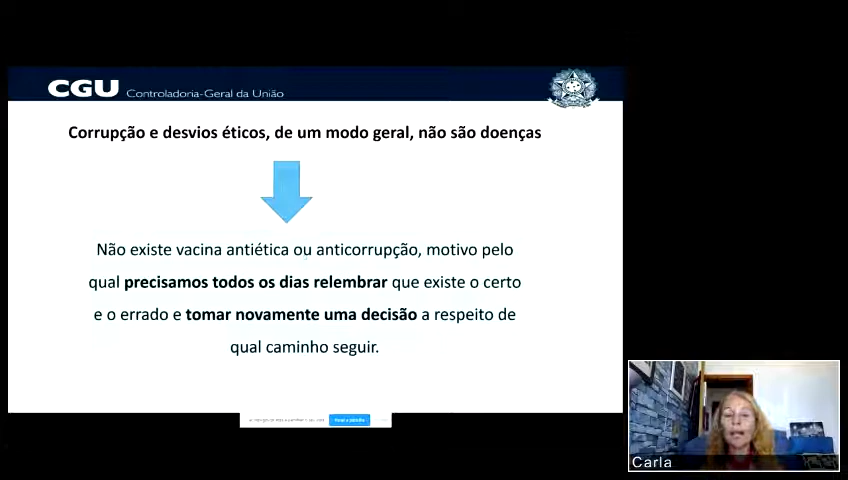 CGU Controladoria-Geral da União
Corrupção e desvios éticos, de um modo geral, não são doenças
Não existe vacina antiética ou anticorrupção, motivo pelo
qual precisamos todos os dias relembrar que existe o certo
e o errado e tomar novamente uma decisão a respeito de
qual caminho seguir.
Carla